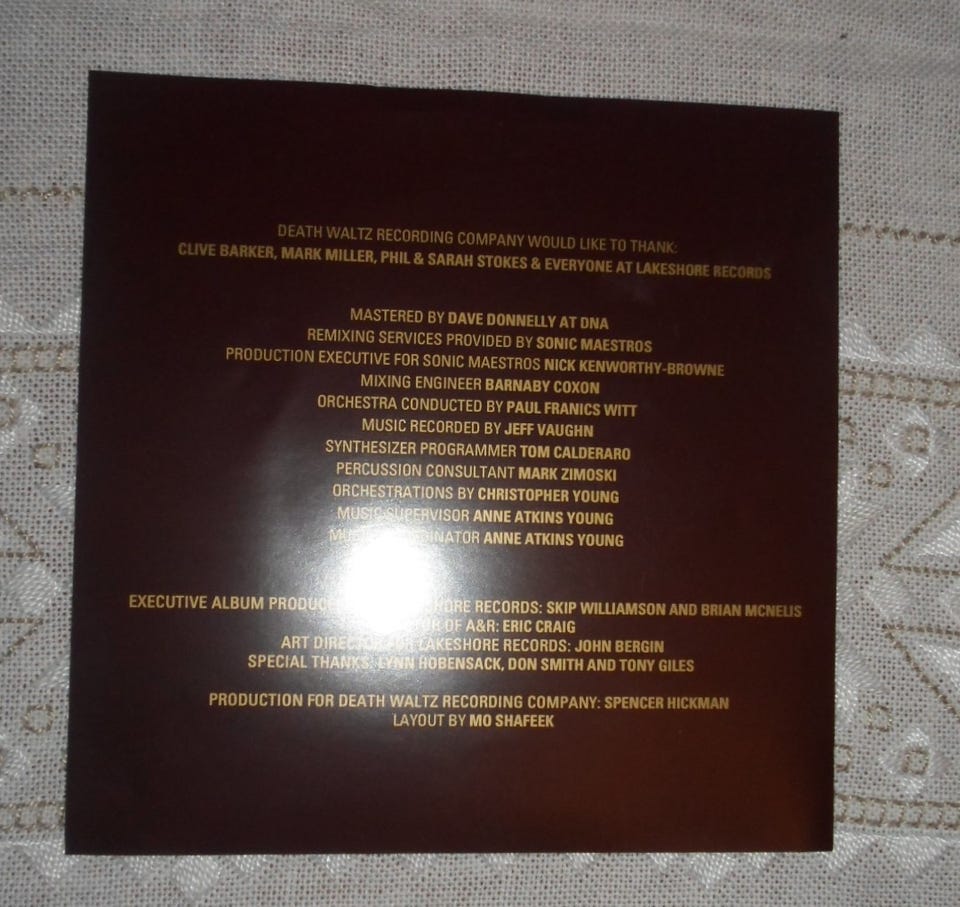 DEATH WALTZ RECORDING COMPANY WOULD LIKE TO THANK:
CLIVE BARKER, MARK MILLER, PHIL & SARAH STOKES & EVERYONE AT LAKESHORE RECORDS
MASTERED BY DAVE DONNELLY AT DNA
REMIXING SERVICES PROVIDED BY SONIC MAESTROS
PRODUCTION EXECUTIVE FOR SONIC MAESTROS NICK KENWORTHY-BROWNE
MIXING ENGINEER BARNABY COXON
ORCHESTRA CONDUCTED BY PAUL FRANICS WITT
MUSIC RECORDED BY JEFF VAUGHN
SYNTHESIZER PROGRAMMER TOM CALDERARO
PERCUSSION CONSULTANT MARK ZIMOSKI
ORCHESTRATIONS BY CHRISTOPHER YOUNG
MUSIC SUPERVISOR ANNE ATKINS YOUNG
ANNE ATKINS YOUNG
EXECUTIVE ALBUM RECORDS: SKIP WILLIAMSON AND BRIAN MCNELIS
OF A&R: ERIC CRAIG
ART DIRECTOR FOR LAKESHORE RECORDS: JOHN BERGIN
SPECIAL THANKS: LYNN HOBENSACK, DON SMITH AND TONY GILES
PRODUCTION FOR DEATH WALTZ RECORDING COMPANY: SPENCER HICKMAN
LAYOUT BY MO SHAFEEK